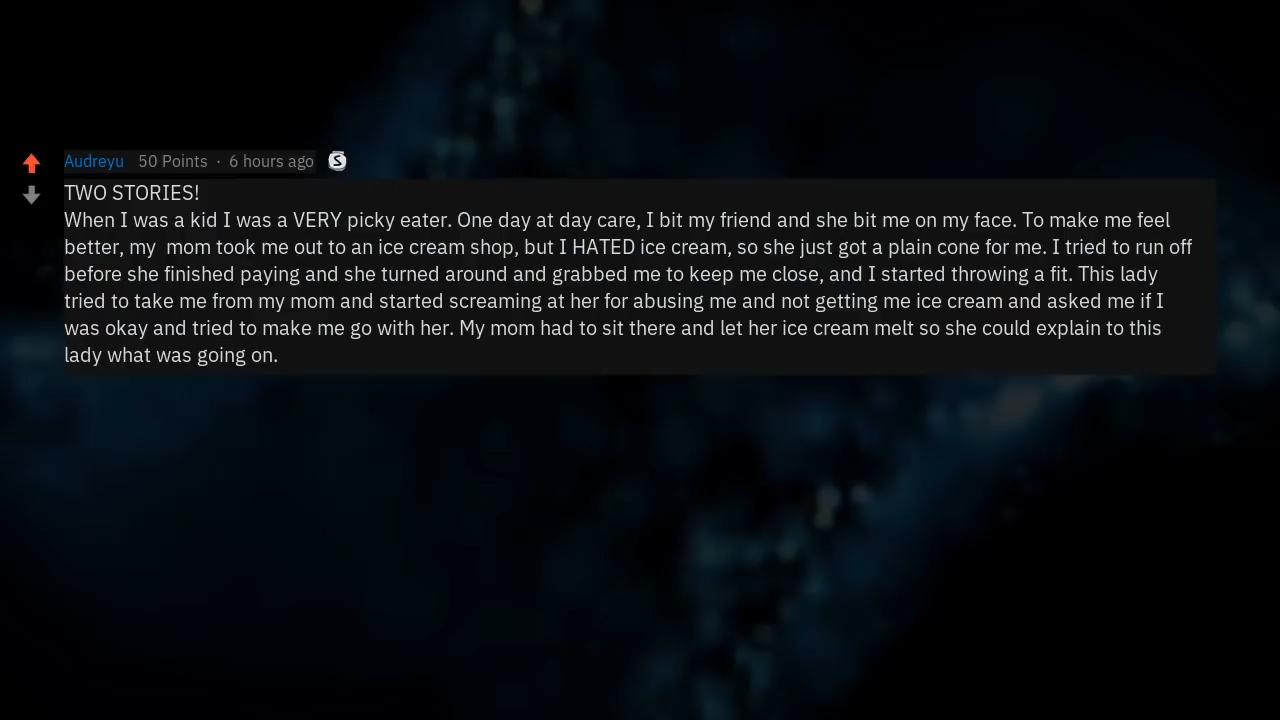 Audreyu 50 Points · 6 hours ago S
TWO STORIES!
When I was a kid I was a VERY picky eater. One day at day care, I bit my friend and she bit me on my face. To make me feel
better, my  mom took me out to an ice cream shop, but I HATED ice cream, so she just got a plain cone for me. I tried to run off
before she finished paying and she turned around and grabbed me to keep me close, and I started throwing a fit. This lady
tried to take me from my mom and started screaming at her for abusing me and not getting me ice cream and asked me if I
was okay and tried to make me go with her. My mom had to sit there and let her ice cream melt so she could explain to this
lady what was going on.